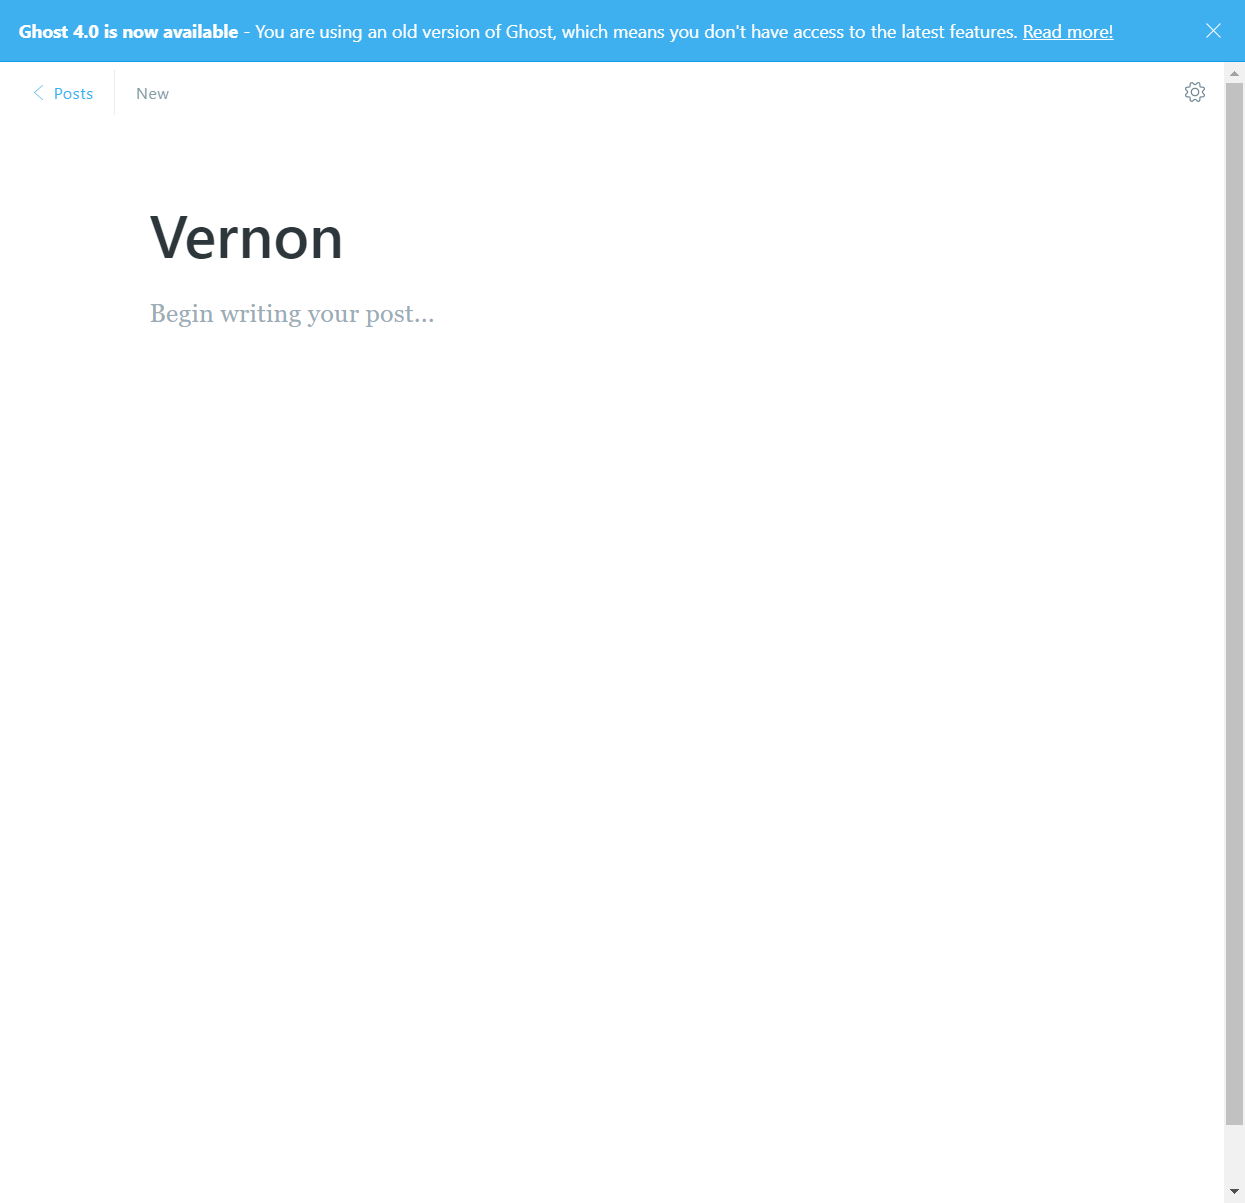 Ghost 4.0 is now available - You are using an old version of Ghost, which means you don't have access to the latest features. Read more!
Posts
New
Vernon
Begin writing your post...